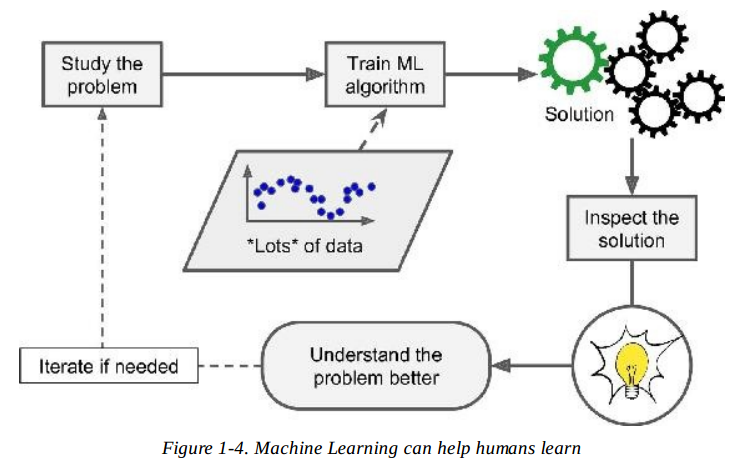 Study the
problem
Train ML
algorithm
Solution
*Lots* of data
Inspect the
solution
Understand the
problem better
Iterate if needed
Figure 1-4. Machine Learning can help humans learn